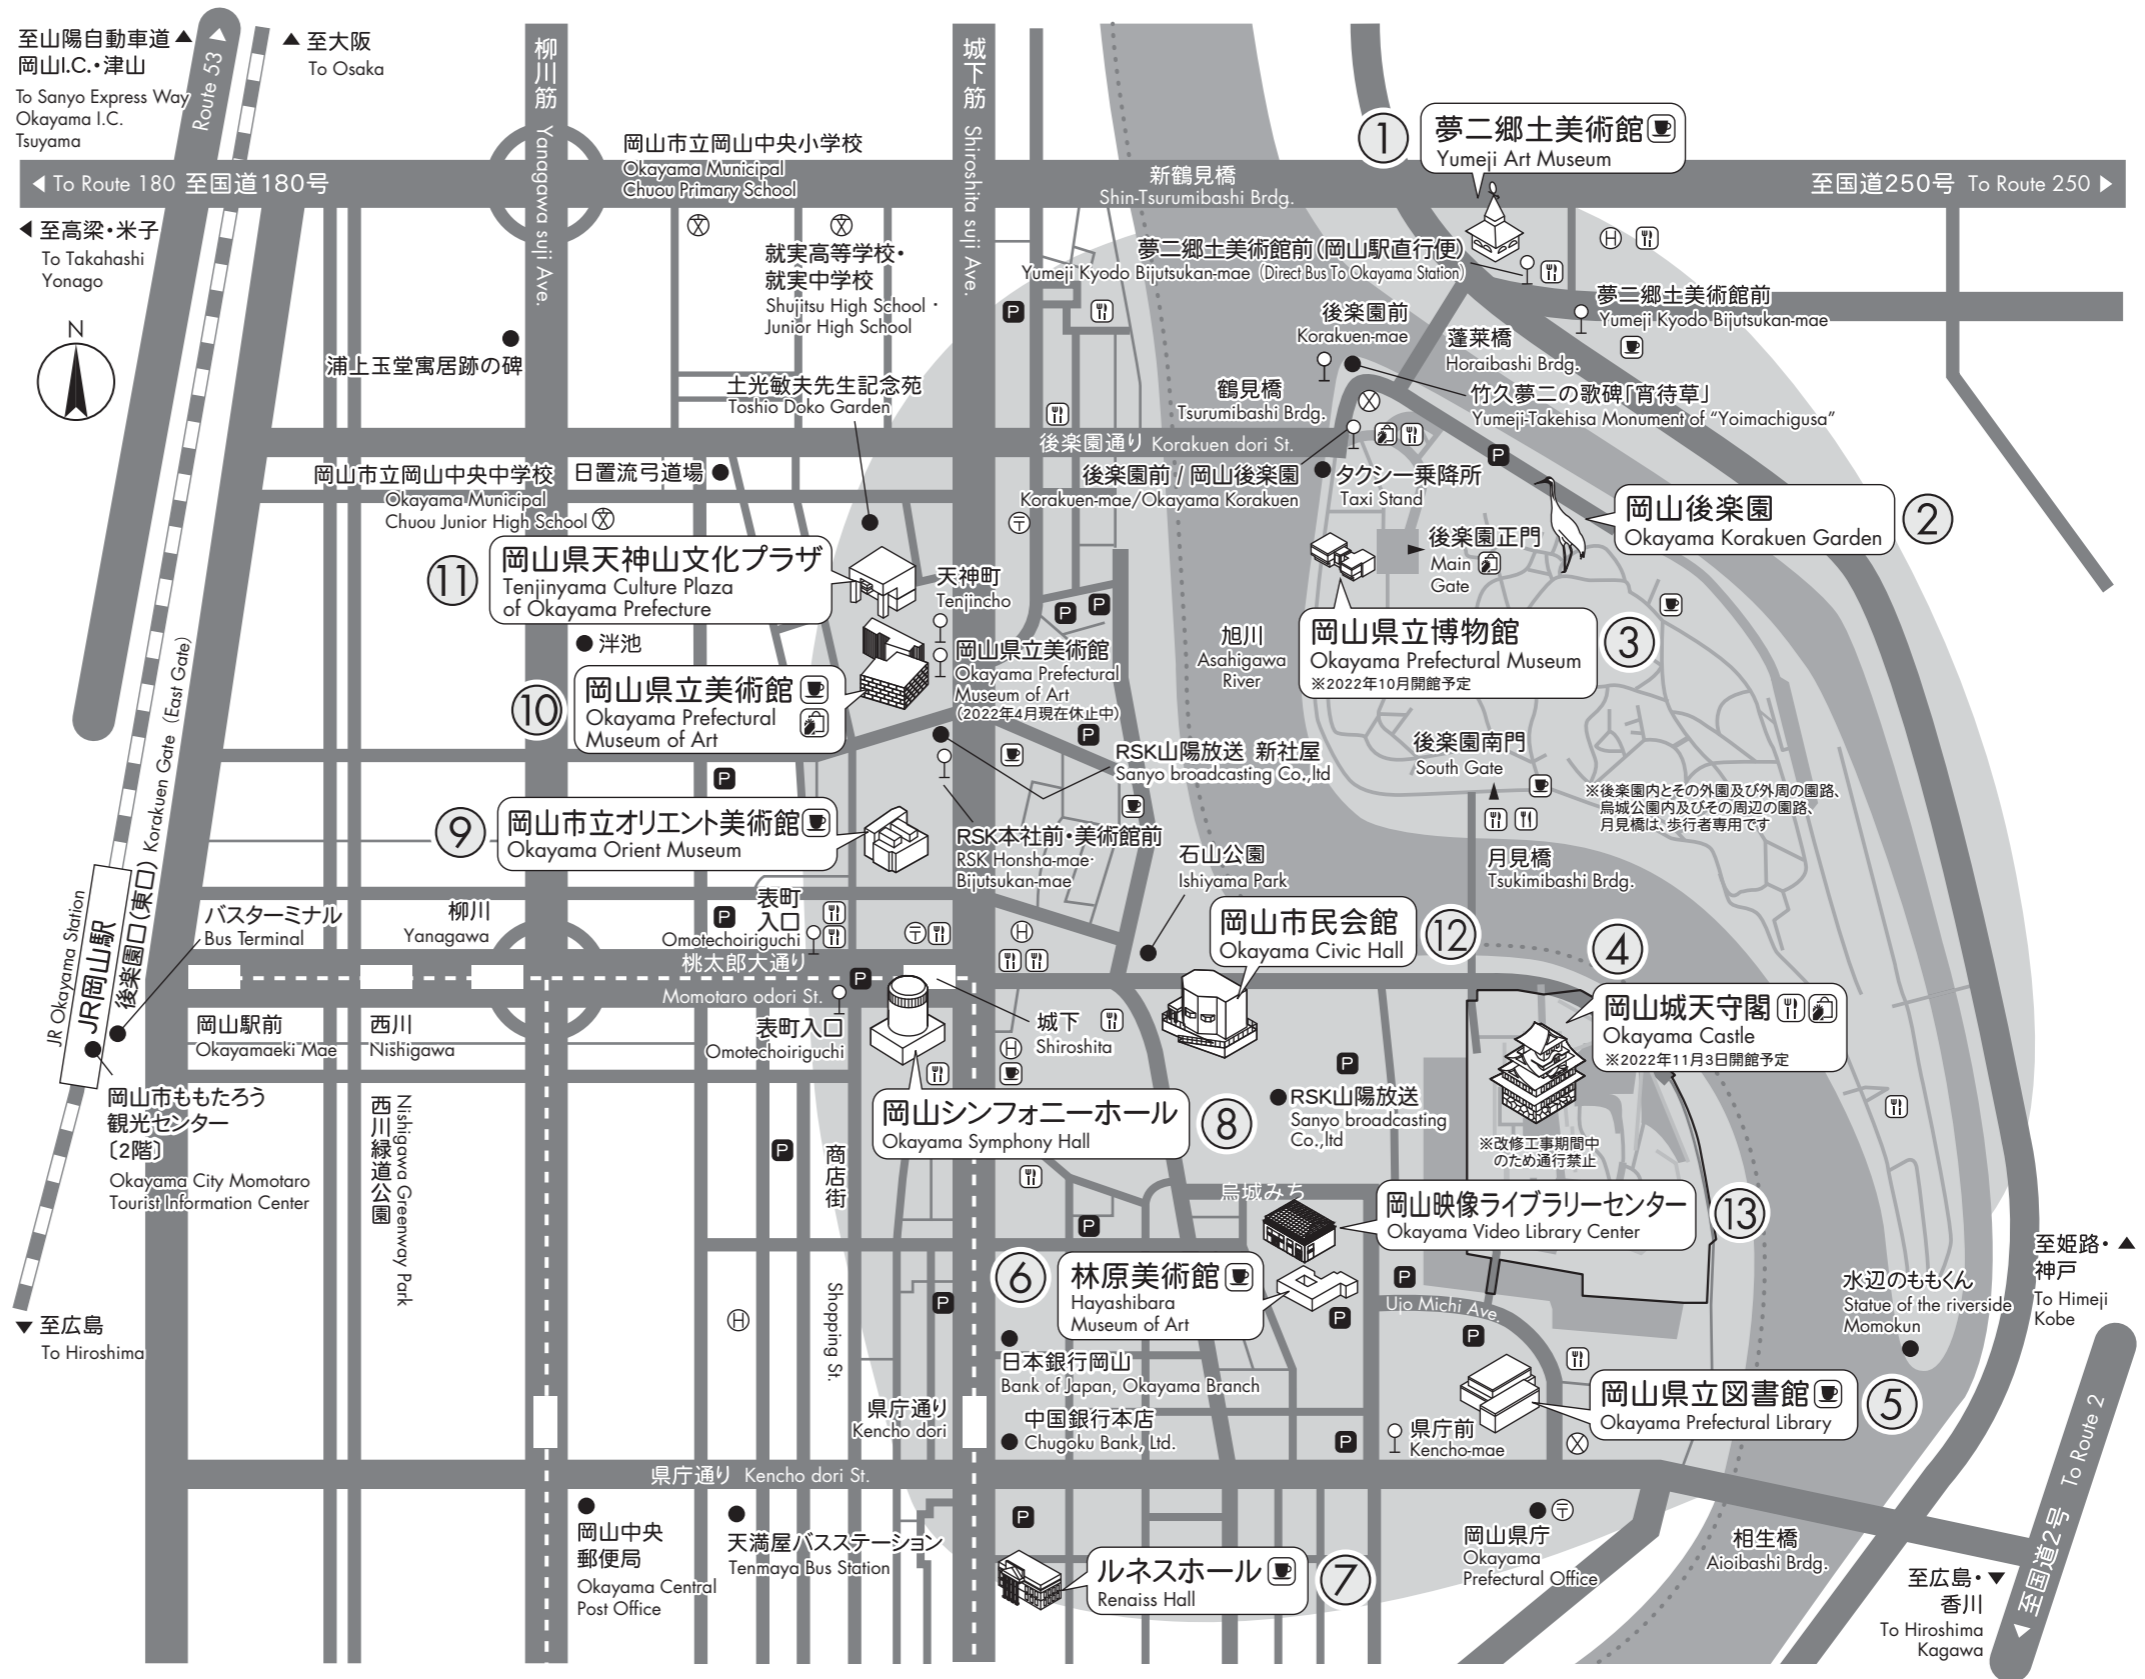 至山陽自動車道▲
岡山I.C.・津山
To Sanyo Express Way
Okayama I.C.
Tsuyama
Route 53
▲ 至大阪
To Osaka
柳川筋 Yanagawa suji Ave.
城下筋 Shiroshita suji Ave.
岡山市立岡山中央小学校
Okayama Municipal
Chuou Primary School
① 夢二郷土美術館
Yumeji Art Museum
◀ To Route 180 至国道180号
新鶴見橋
Shin-Tsurumibashi Brdg.
至国道250号 To Route 250 ▶
◀ 至高梁・米子
To Takahashi
Yonago
N
就実高等学校・
就実中学校
Shujitsu High School・
Junior High School
夢二郷土美術館前(岡山駅直行便)
Yumeji Kyodo Bijutsukan-mae (Direct Bus To Okayama Station)
夢二郷土美術館前
Yumeji Kyodo Bijutsukan-mae
後楽園前
Korakuen-mae
蓬莱橋
Horaibashi Brdg.
浦上玉堂寓居跡の碑
土光敏夫先生記念苑
Toshio Doko Garden
鶴見橋
Tsurumibashi Brdg.
竹久夢二の歌碑「宵待草」
Yumeji-Takehisa Monument of “Yoimachigusa”
後楽園通り Korakuen dori St.
岡山市立岡山中央中学校
Okayama Municipal
Chuou Junior High School
日置流弓道場
後楽園前 / 岡山後楽園
Korakuen-mae/Okayama Korakuen
タクシー乗降所
Taxi Stand
岡山後楽園 ②
Okayama Korakuen Garden
後楽園正門
Main
Gate
⑪ 岡山県天神山文化プラザ
Tenjinyama Culture Plaza
of Okayama Prefecture
天神町
Tenjincho
泮池
岡山県立美術館
Okayama Prefectural
Museum of Art
(2022年4月現在休止中)
⑩ 岡山県立美術館
Okayama Prefectural
Museum of Art
旭川
Asahigawa
River
岡山県立博物館 ③
Okayama Prefectural Museum
※2022年10月開館予定
RSK山陽放送 新社屋
Sanyo broadcasting Co.,ltd
後楽園南門
South Gate
※後楽園内とその外園及び外周の園路、
烏城公園内及びその周辺の園路、
月見橋は、歩行者専用です
⑨ 岡山市立オリエント美術館
Okayama Orient Museum
RSK本社前・美術館前
RSK Honsha-mae・
Bijutsukan-mae
石山公園
Ishiyama Park
月見橋
Tsukimibashi Brdg.
JR Okayama Station
JR岡山駅
後楽園口(東口) Korakuen Gate (East Gate)
バスターミナル
Bus Terminal
柳川
Yanagawa
表町
入口
Omotechoiriguchi
桃太郎大通り
Momotaro odori St.
岡山市民会館 ⑫
Okayama Civic Hall
④
岡山城天守閣
Okayama Castle
※2022年11月3日開館予定
岡山駅前
Okayamaeki Mae
西川
Nishigawa
表町入口
Omotechoiriguchi
城下
Shiroshita
岡山市ももたろう
観光センター
〔2階〕
Okayama City Momotaro
Tourist Information Center
西川緑道公園
Nishigawa Greenway Park
岡山シンフォニーホール ⑧
Okayama Symphony Hall
RSK山陽放送
Sanyo broadcasting
Co.,ltd
※改修工事期間中
のため通行禁止
商店街
Shopping St.
烏城みち
岡山映像ライブラリーセンター ⑬
Okayama Video Library Center
⑥ 林原美術館
Hayashibara
Museum of Art
Ujo Michi Ave.
水辺のももくん
Statue of the riverside
Momokun
至姫路・▲
神戸
To Himeji
Kobe
▼ 至広島
To Hiroshima
日本銀行岡山
Bank of Japan, Okayama Branch
県庁通り
Kencho dori
中国銀行本店
Chugoku Bank, Ltd.
県庁前
Kencho-mae
岡山県立図書館 ⑤
Okayama Prefectural Library
県庁通り Kencho dori St.
岡山中央
郵便局
Okayama Central
Post Office
天満屋バスステーション
Tenmaya Bus Station
ルネスホール ⑦
Renaiss Hall
岡山県庁
Okayama
Prefectural Office
相生橋
Aioibashi Brdg.
至広島・▼
香川
To Hiroshima
Kagawa
◀ 至国道2号 To Route 2